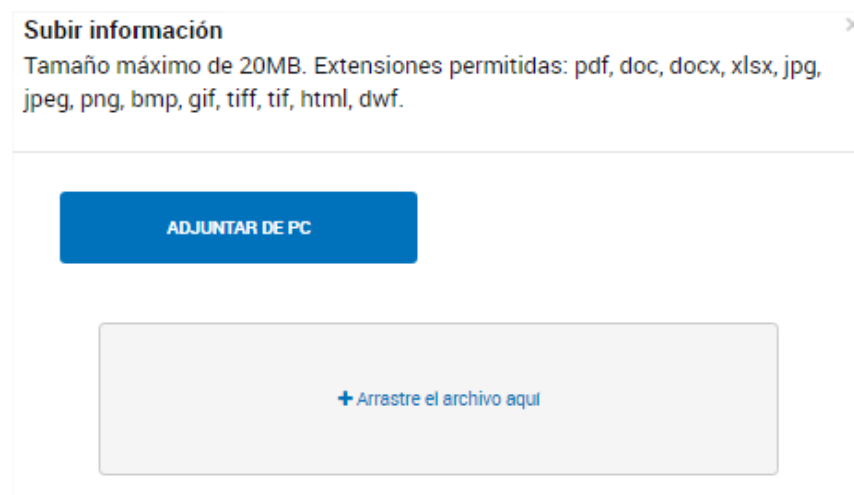 Subir información
Tamaño máximo de 20MB. Extensiones permitidas: pdf, doc, docx, xlsx, jpg,
jpeg, png, bmp, gif, tiff, tif, html, dwf.
ADJUNTAR DE PC
+ Arrastre el archivo aquí